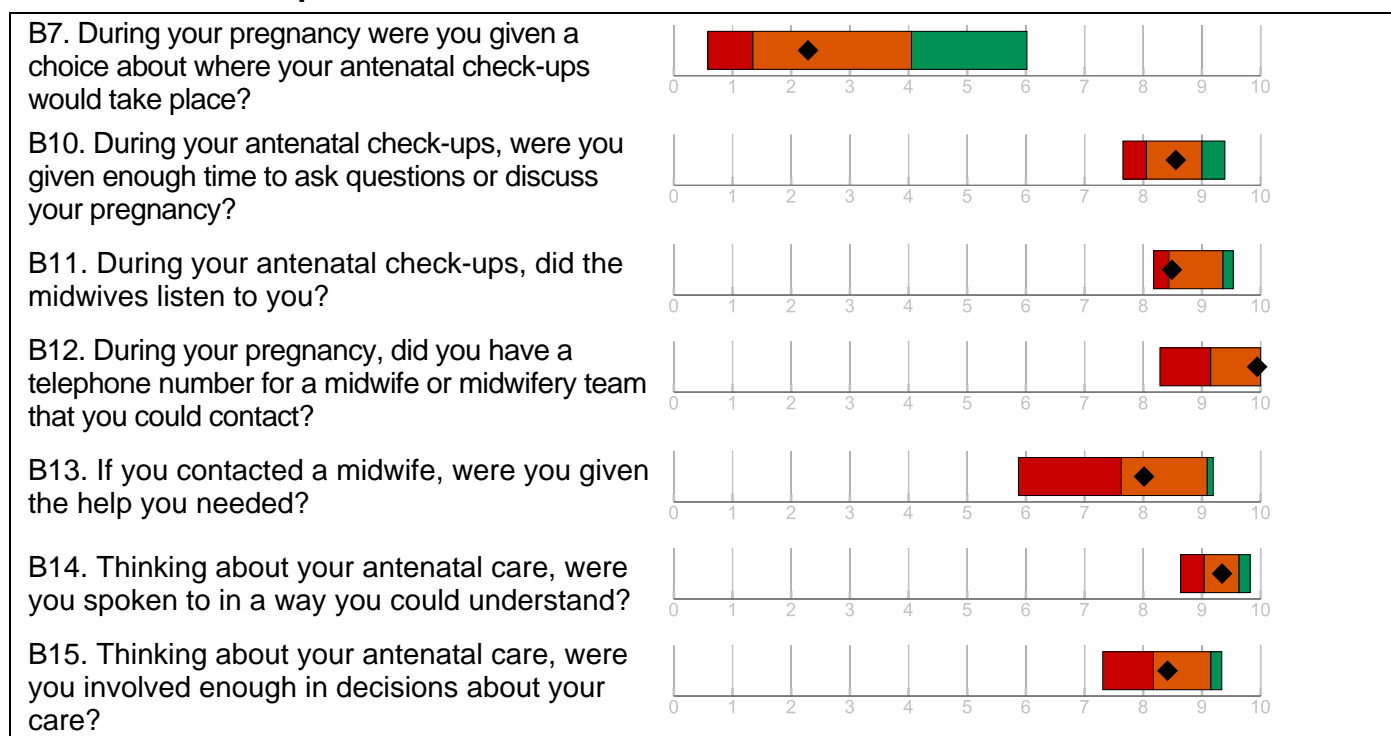 B7. During your pregnancy were you given a
choice about where your antenatal check-ups
would take place?
0 1 2 3 4 5 6 7 8 9 10
B10. During your antenatal check-ups, were you
given enough time to ask questions or discuss
your pregnancy?
0 1 2 3 4 5 6 7 8 9 10
B11. During your antenatal check-ups, did the
midwives listen to you?
0 1 2 3 4 5 6 7 8 9 10
B12. During your pregnancy, did you have a
telephone number for a midwife or midwifery team
that you could contact?
0 1 2 3 4 5 6 7 8 9 10
B13. If you contacted a midwife, were you given
the help you needed?
0 1 2 3 4 5 6 7 8 9 10
B14. Thinking about your antenatal care, were
you spoken to in a way you could understand?
0 1 2 3 4 5 6 7 8 9 10
B15. Thinking about your antenatal care, were
you involved enough in decisions about your
care?
0 1 2 3 4 5 6 7 8 9 10